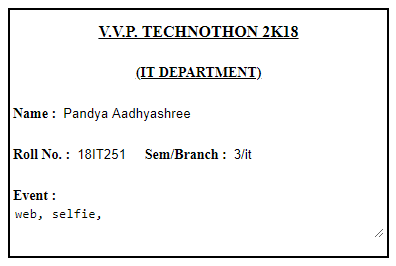 V.V.P. TECHNOTHON 2K18
(IT DEPARTMENT)
Name : Pandya Aadhyashree
Roll No. : 18IT251 Sem/Branch : 3/it
Event :
web, selfie,